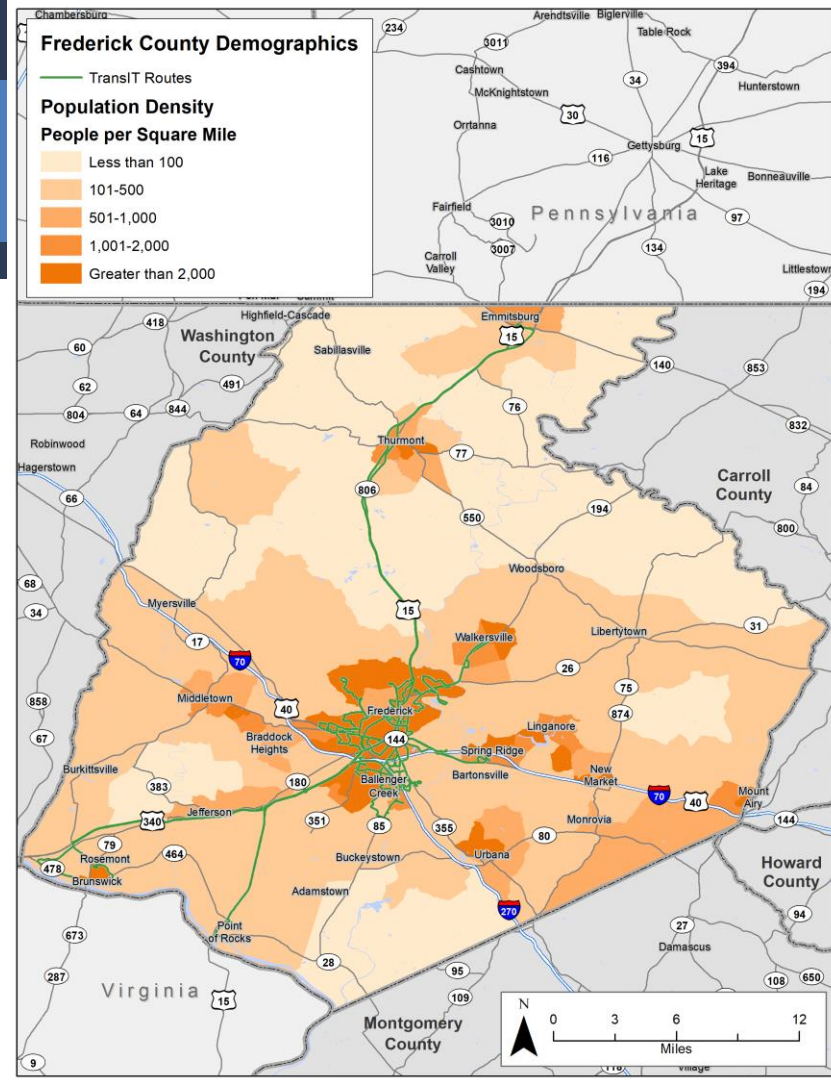 Frederick County Demographics
TransIT Routes
Population Density
People per Square Mile
Less than 100
101-500
501-1,000
1,001-2,000
Greater than 2,000
Chambersburg
234
Arendtsville
Biglerville
Table Rock
3011
Cashtown
34
394
Hunterstown
McKnightstown
30
Orrtanna
Gettysburg
15
116
Lake
Heritage
Bonneauville
Fairfield
3010
Pennsylvania
97
3007
134
Carroll
Valley
Littlestown
194
Highfield-Cascade
Emmitsburg
418
Washington
County
15
60
Sabillasville
140
853
62
491
76
804
64
844
832
Robinwood
Thurmont
77
Hagerstown
84
806
Carroll
County
66
550
194
800
Woodsboro
68
Myersville
15
34
31
Walkersville
Libertytown
17
70
26
858
Middletown
75
40
Frederick
874
67
Braddock
Heights
Linganore
144
Spring Ridge
Burkittsville
180
Bartonsville
New
Market
383
Ballenger
Creek
Mount
Airy
70
40
Jefferson
340
351
85
355
Monrovia
144
79
80
Rosemont
464
Buckeystown
Urbana
478
Howard
County
Brunswick
Adamstown
270
94
Point
of Rocks
673
27
28
Damascus
287
95
108
650
Virginia
15
109
Montgomery
County
N
0
3
6
12
Miles
9
118
Village